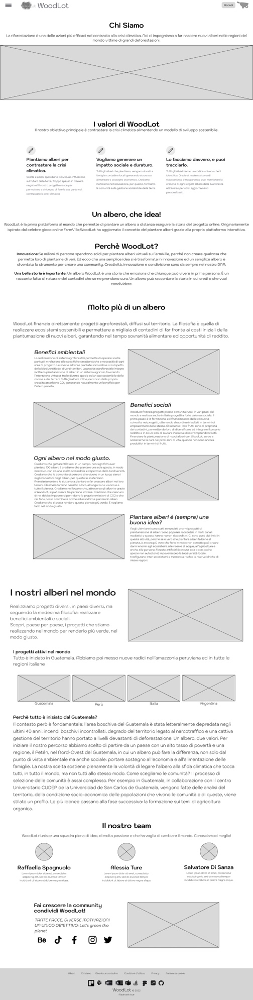 WoodLot
Accedi
Chi Siamo
La riforestazione è una delle azioni più efficaci nel contrasto alla crisi climatica. Noi ci impegniamo a far nascere nuovi alberi nelle regioni del
mondo vittime di grandi deforestazioni.
I valori di WoodLot
Il nostro obiettivo principale è contrastare la crisi climatica alimentando un modello di sviluppo sostenibile.
Piantiamo alberi per
contrastare la crisi
climatica.
Scelte e azioni quotidiane individuali, influiscono
sul futuro della terra. Troppo spesso in maniera
negativa! Il nostro progetto nasce per
permettere a chiunque di fare la sua parte nel
contrastare la crisi climatica
Vogliamo generare un
impatto sociale e duraturo.
Tutti gli alberi che piantiamo, vengono donati a
famiglie contadine locali generando sicurezza
alimentare e sostegno economico. Crediamo
moltissimo nell'educazione, per questo, forniamo
le comunità sulla gestione sostenibile della terra.
Lo facciamo davvero, e puoi
tracciarlo.
Tutti gli alberi hanno un codice univoco che li
identifica. Grazie al nostro sistema di
tracciamento e trasparenza, puoi monitorare la
crescita di ogni singolo albero della tua foresta
attraverso periodici aggiornamenti
personalizzati.
Un albero, che idea!
WoodLot è la prima piattaforma al mondo che permette di piantare un albero a distanza eseguire la storia del progetto online. Originariamente
ispirato dal celebre gioco online FarmVille,WoodLot ha aggiornato il concetto del piantare alberi grazie alla propria piattaforma interattiva.
Perchè WoodLot?
Innovazione:Se milioni di persone spendono soldi per piantare alberi virtuali su FarmVille, perché non creare qualcosa che
permetta loro di piantarne di veri. Ed ecco che una semplice idea si è trasformata in innovazione ed un semplice albero è
diventato lo strumento per creare una community. Creatività, innovazione e condivisione sono da sempre nel nostro DNA.
Una bella storia è importante: Un albero WoodLot è una storia che emoziona che chiunque può vivere in prima persona. È un
racconto fatto di natura e dei contadini che se ne prendono cura. Un albero può raccontare la storia in cui credi e che vuoi
condividere.
Molto più di un albero
WoodLot finanzia direttamente progetti agroforestali, diffusi sul territorio. La filosofia è quella di
realizzare ecosistemi sostenibili e permettere a migliaia di contadini di far fronte ai costi iniziali della
piantumazione di nuovi alberi, garantendo nel tempo sovranità alimentare ed opportunità di reddito.
Benefici ambientali
La realizzazione di sistemi agroforestali permette di operare scelte
puntuali in relazione alle specifiche caratteristiche e necessità di ogni
area di progetto. Le specie arboree piantate sono native o in rispetto
della biodiversità dei diversi territori. La pratica agroforestale integra
inoltre la piantumazione di alberi in un sistema agricolo, favorendo
l'interazione virtuosa tra le diverse specie ed un uso sostenibile delle
risorse e dei terreni. Tutti gli alberi, infine, nel corso della propria
crescita assorbono CO₂ generando naturalmente un beneficio per
l'intero pianeta
Benefici sociali
WoodLot finanzia progetti presso comunità rurali in vari paesi del
mondo e realizza anche in Italia progetti a forte valenza sociale. Il
primo passo è la formazione e il finanziamento delle comunità
coinvolte nei progetti, ottenendo straordinari risultati in termini di
empowerment delle stesse. Gli alberi e i loro frutti sono di proprietà
dei contadini, permettendo loro di diversificare ed integrare il proprio
reddito e in alcuni casi di avviare iniziative di microimprenditorialità.
Finanziare la piantumazione di nuovi alberi con WoodLot, serve a
sostenerne la cura nei primi anni di vita, quando non sono ancora
produttivi in termini di frutti.
Ogni albero nel modo giusto.
Crediamo che gettare 100 semi in un campo, non significhi aver
piantato 100 alberi. E crediamo che piantare una sola specie, in modo
intensivo, non sia una scelta sostenibile e rispettosa della biodiversità.
Crediamo che le comunità di persone che vivono in un luogo siano i
migliori custodi degli alberi, per questo le sosteniamo
finanziariamente e le aiutiamo a piantare e far crescere alberi nei loro
terreni. Gli alberi daranno benefici a loro, al luogo in cui vivono e a
tutto il pianeta. Crediamo nel legame che, attraverso gli alberi e grazie
a WoodLot, si può creare tra persone lontane. Crediamo che ciascuno
di noi debba impegnarsi per ridurre le proprie emissioni di CO2 e che
nel farlo possa contribuire anche ad assorbirne piantando alberi.
Crediamo che si possa rendere questo pianeta più verde. E vogliamo
farlo nel modo giusto.
Piantare alberi è (sempre) una
buona idea?
Negli ultimi anni sono stati annunciati enormi progetti di
piantumazione di alberi. Sono popolari, raccontati in molti canali
mediatici e spesso hanno numeri sbalorditivi. Ci sono però dei limiti in
queste attività, perché se è vero che piantare alberi fa bene al
pianeta, è ancora più vero che farlo in modo non corretto può creare
danni enormi agli ecosistemi, alle riserve di acqua, all'agricoltura e
anche alle persone. Foreste artificiali (con una sola o con poche
specie non autoctone) impoveriscono la biodiversità locale,
trasfigurano interi ecosistemi e mettono a rischio le riserve idriche di
intere regioni.
I nostri alberi nel mondo
Realizziamo progetti diversi, in paesi diversi, ma
seguendo la medesima filosofia: realizzare
benefici ambientali e sociali.
Scopri, paese per paese, i progetti che stiamo
realizzando nel mondo per renderlo più verde, nel
modo giusto.
I progetti attivi nel mondo
Tutto è iniziato in Guatemala. Abbiamo poi messo nuove radici nell'amazzonia peruviana ed in tutte le
regioni italiane
Guatemala
Perù
Italia
Argentina
Perchè tutto è iniziato dal Guatemala?
Il contesto però è fondamentale: l'area boschiva del Guatemala è stata letteralmente depredata negli
ultimi 40 anni: incendi boschivi incontrollati, degrado del territorio legato al narcotraffico e una cattiva
gestione del territorio hanno portato a livelli devastanti di deforestazione. Un albero, due valori. Per
iniziare il nostro percorso abbiamo scelto di partire da un paese con un alto tasso di povertà e una
regione, il Petén, nel Nord-Ovest del Guatemala, in cui un albero può fare la differenza, non solo dal
punto di vista ambientale ma anche sociale: portare sostegno all'economia e all'alimentazione delle
famiglie. La nostra scelta sostiene pienamente la volontà di legare l'albero alla sfida climatica che tocca
tutti, in tutto il mondo, ma non tutti allo stesso modo. Come scegliamo le comunità? Il processo di
selezione delle comunità è assai complesso. Per esempio in Guatemala, in collaborazione con il centro
Universitario CUDEP de la Universidad de San Carlos de Guatemala, vengono fatte delle analisi del
territorio, della condizione socio-economica delle popolazioni che vivono le comunità e di queste, viene
stilato un profilo. Le più idonee passano alla fase successiva: la formazione sui temi di agricoltura
organica.
Il nostro team
WoodLot riunisce una squadra piena di idee, di molta passione e che ha voglia di cambiare il mondo. Conosciamoci meglio!
Raffaella Spagnuolo
Lorem ipsum dolor sit amet, consectetur
adipiscing elit, sed do eiusmod tempor
incididunt ut labore et dolore magna aliqua.
Alessia Ture
Lorem ipsum dolor sit amet, consectetur
adipiscing elit, sed do eiusmod tempor
incididunt ut labore et dolore magna aliqua.
Salvatore Di Sanza
Lorem ipsum dolor sit amet, consectetur
adipiscing elit, sed do eiusmod tempor
incididunt ut labore et dolore magna aliqua.
Fai crescere la community
condividi WoodLot!
TANTE FACCE, DIVERSE MOTIVAZIONI
UN UNICO OBIETTIVO: Let's green the
planet
Alberi Chi siamo Diventa un contadino Condizioni d'utilizzo Privacy Preferenze cookie
WoodLot © 2022
Made with love